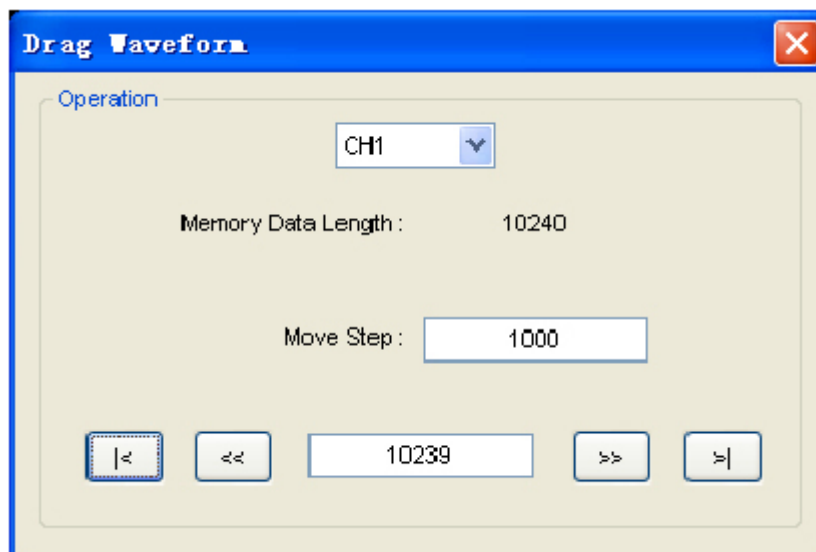 Drag Waveform
Operation
CH1
Memory Data Length : 10240
Move Step : 1000
|< << 10239 >> >|